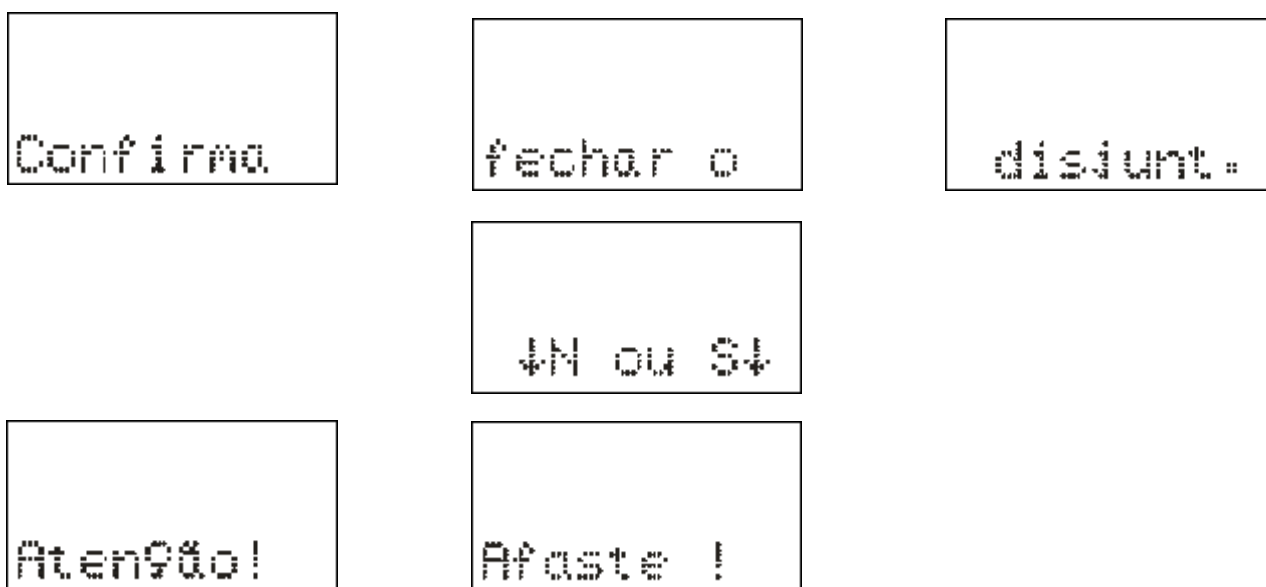 Confirma
fechar o
disjunt.
↓N ou S↓
Atenção!
Afaste !